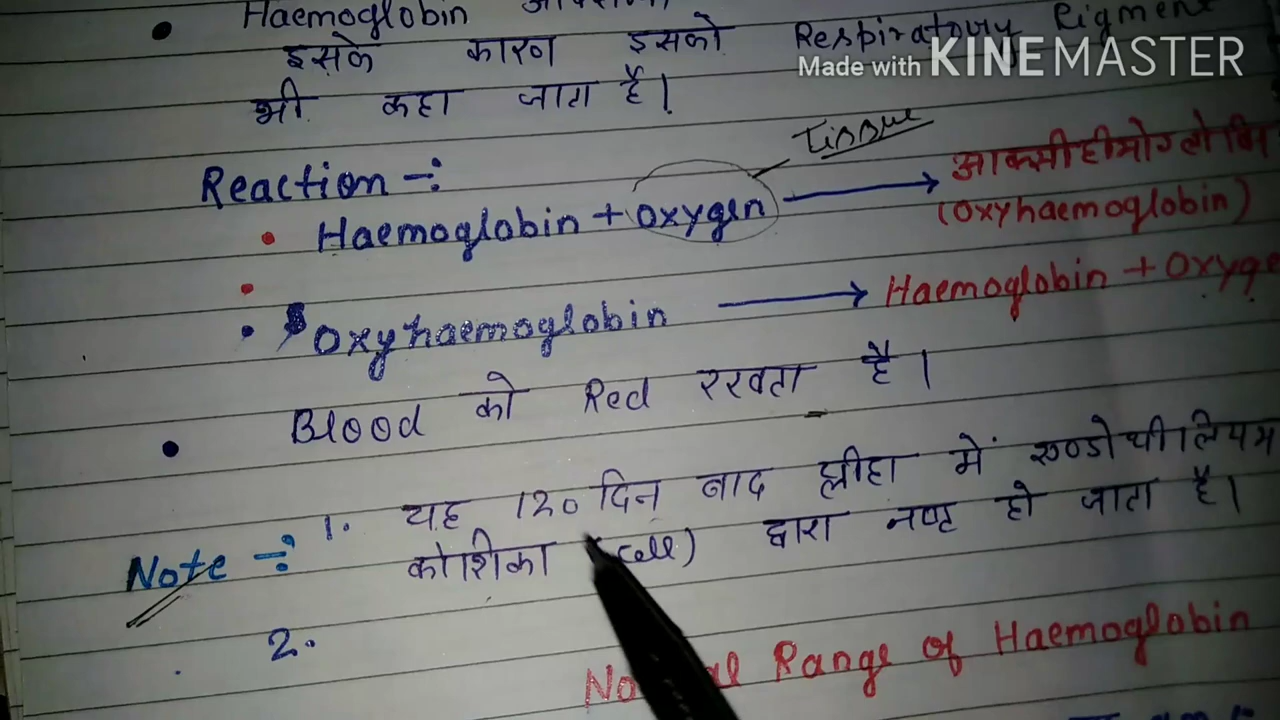 Haemoglobin
इसके कारण इसको Respiratory Pigment
Made with KINEMASTER
भी कहा जाता है।
Tissue
Reaction -:
Haemoglobin + Oxygen → आक्सीहीमोग्लोबि
(Oxyhaemoglobin)
Oxyhaemoglobin → Haemoglobin + Oxyge
Blood को Red रखता है।
Note -: 1. यह 120 दिन बाद प्लीहा में एण्डोथीलियम
कोशिका (cell) द्वारा नष्ट हो जाता है।
2.
Range of Haemoglobin